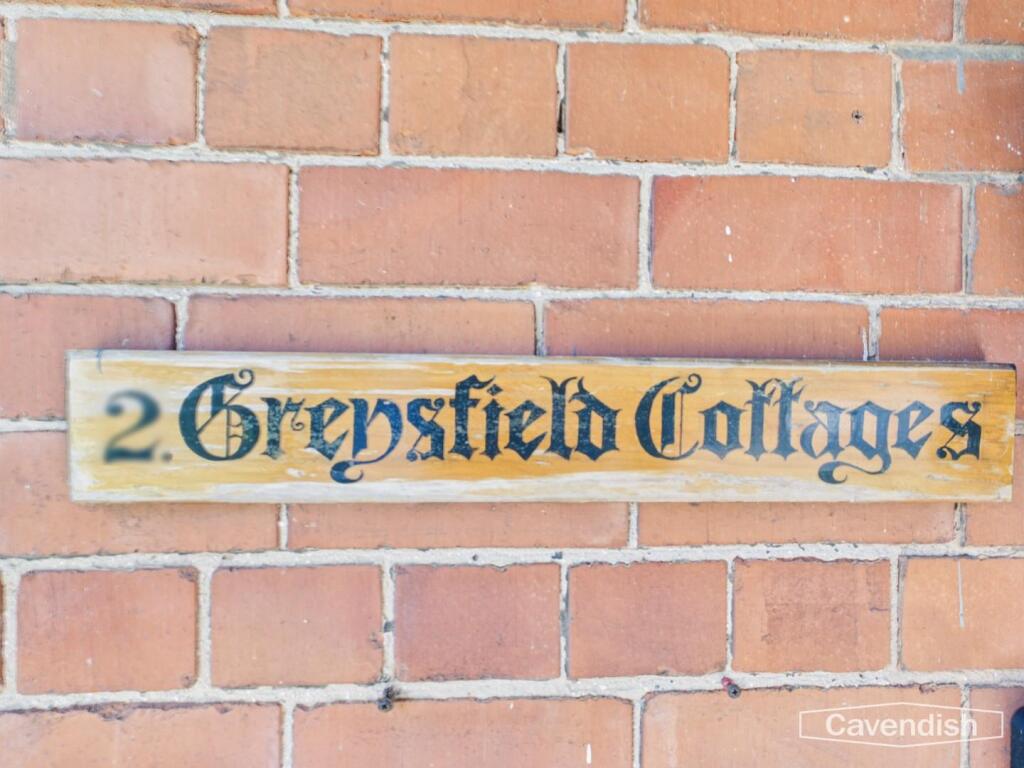 2. Greysfield Cottages
Cavendish